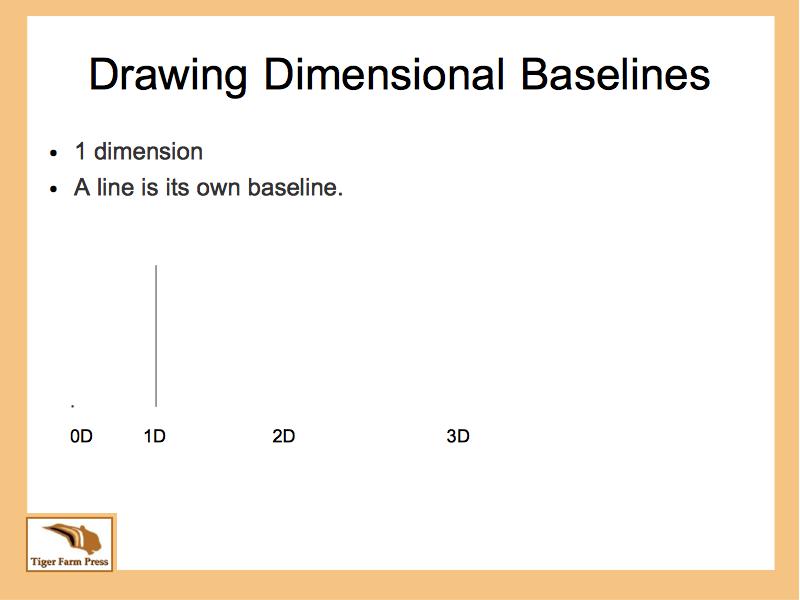 Drawing Dimensional Baselines
• 1 dimension
• A line is its own baseline.
0D 1D 2D 3D
Tiger Farm Press